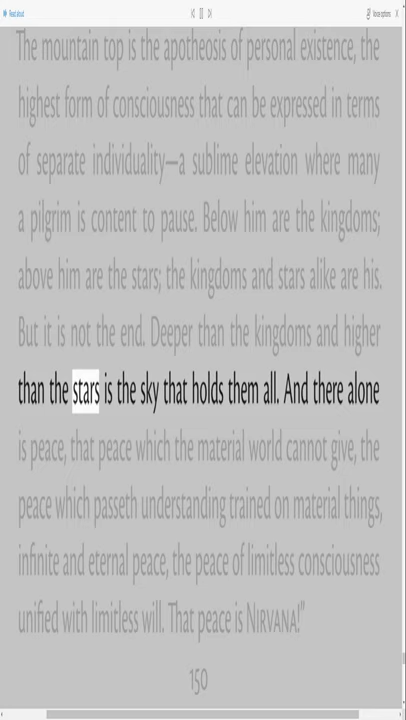 Read aloud
Voice options
The mountain top is the apotheosis of personal existence, the
highest form of consciousness that can be expressed in terms
of separate individuality—a sublime elevation where many
a pilgrim is content to pause. Below him are the kingdoms;
above him are the stars; the kingdoms and stars alike are his.
But it is not the end. Deeper than the kingdoms and higher
than the stars is the sky that holds them all. And there alone
is peace, that peace which the material world cannot give, the
peace which passeth understanding trained on material things,
infinite and eternal peace, the peace of limitless consciousness
unified with limitless will. That peace is NIRVANA!”
150